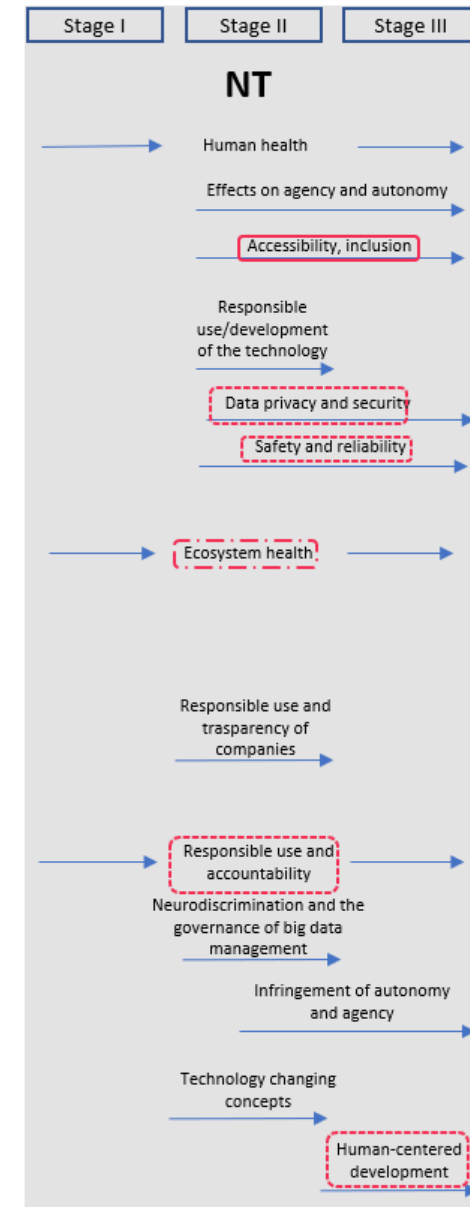 Stage I Stage II Stage III
NT
Human health
Effects on agency and autonomy
Accessibility, inclusion
Responsible
use/development
of the technology
Data privacy and security
Safety and reliability
Ecosystem health
Responsible use and
trasparency of
companies
Responsible use and
accountability
Neurodiscrimination and the
governance of big data
management
Infringement of autonomy
and agency
Technology changing
concepts
Human-centered
development